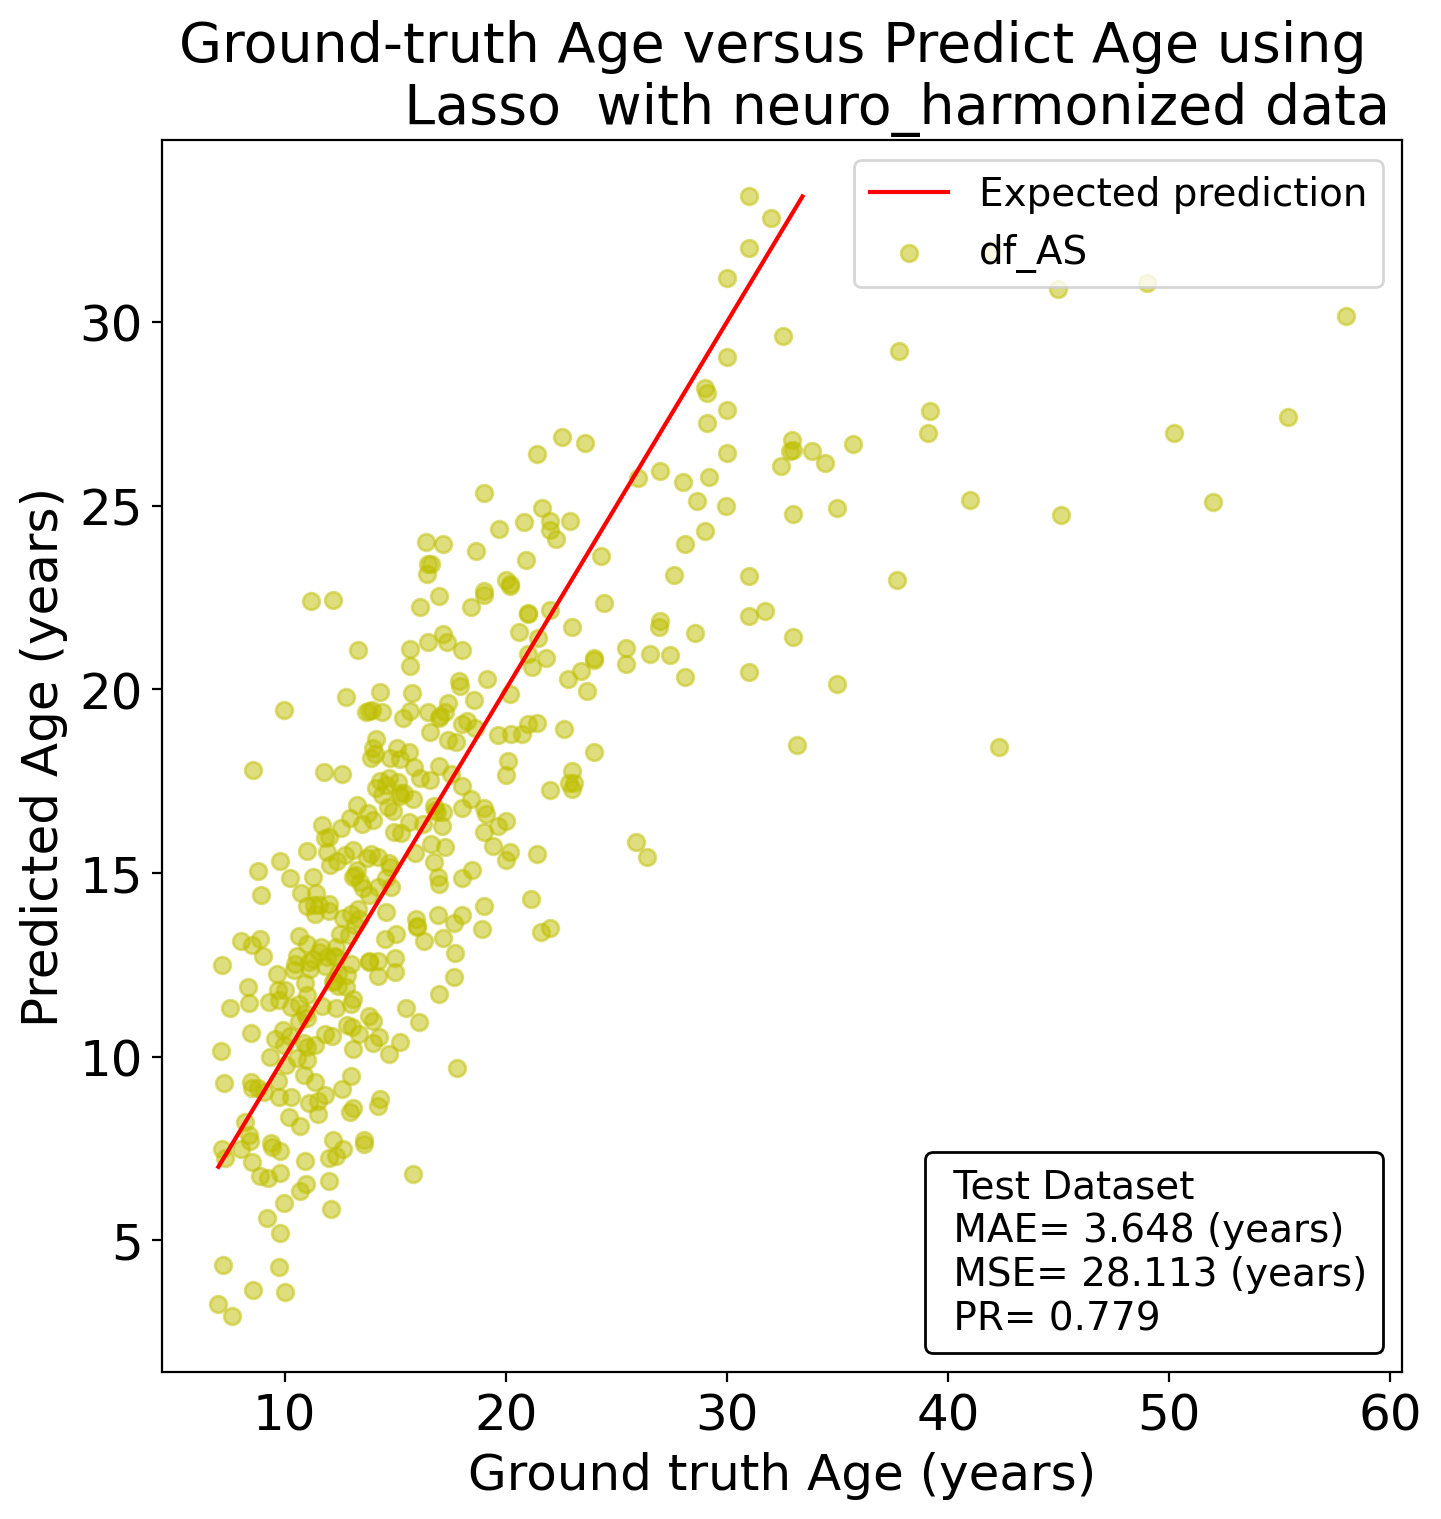 Ground-truth Age versus Predict Age using
Lasso  with neuro_harmonized data
Expected prediction
df_AS
30
25
20
15
10
5
Predicted Age (years)
Test Dataset
MAE= 3.648 (years)
MSE= 28.113 (years)
PR= 0.779
10 20 30 40 50 60
Ground truth Age (years)